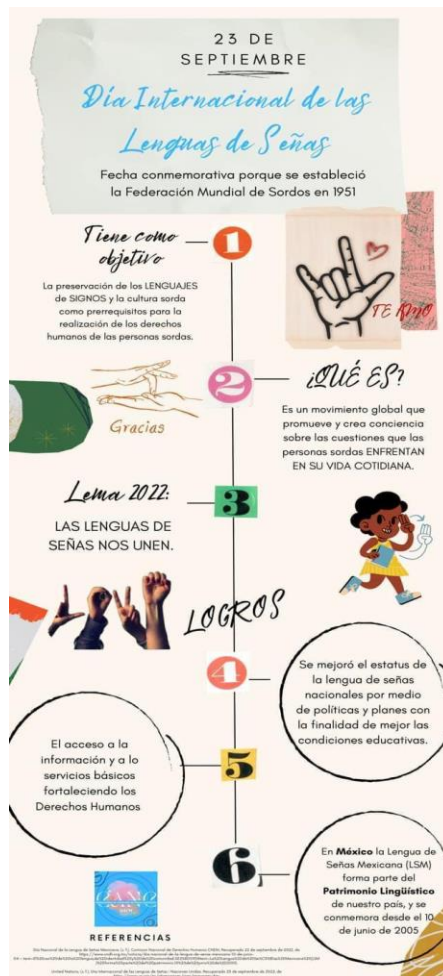 23 DE
SEPTIEMBRE
Día Internacional de las
Lenguas de Señas
Fecha conmemorativa porque se estableció
la Federación Mundial de Sordos en 1951
Tiene como
objetivo
1
La preservación de los LENGUAJES
de SIGNOS y la cultura sorda
como prerrequisitos para la
realización de los derechos
humanos de las personas sordas.
TE AMO
Gracias
2
¿QUÉ ES?
Es un movimiento global que
promueve y crea conciencia
sobre las cuestiones que las
personas sordas ENFRENTAN
EN SU VIDA COTIDIANA.
Lema 2022:
LAS LENGUAS DE
SEÑAS NOS UNEN.
3
LOGROS
4
Se mejoró el estatus de
la lengua de señas
nacionales por medio
de políticas y planes con
la finalidad de mejor las
condiciones educativas.
El acceso a la
información y a lo
servicios básicos
fortaleciendo los
Derechos Humanos
5
6
En México la Lengua de
Señas Mexicana (LSM)
forma parte del
Patrimonio Lingüístico
de nuestro país, y se
conmemora desde el 10
de junio de 2005
REFERENCIAS